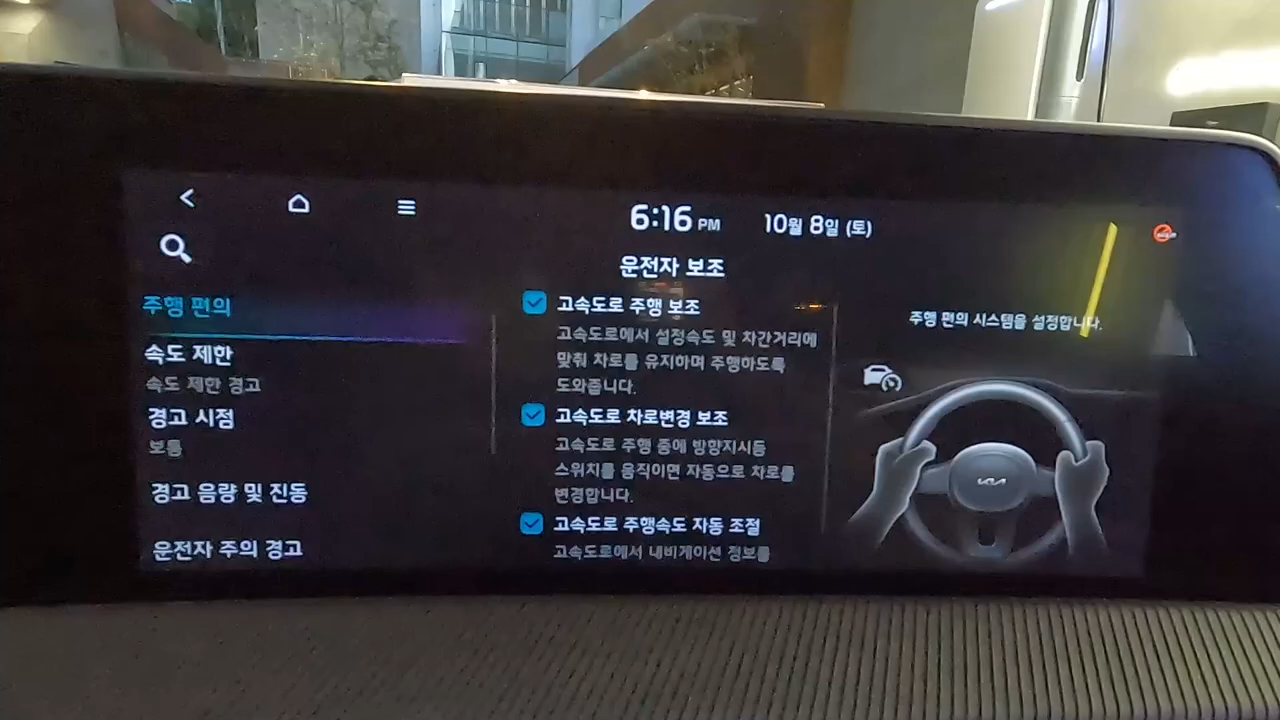 6:16 PM 10월 8일 (토)
운전자 보조
주행 편의
속도 제한
속도 제한 경고
경고 시점
보통
경고 음량 및 진동
운전자 주의 경고
고속도로 주행 보조
고속도로에서 설정속도 및 차간거리에
맞춰 차로를 유지하며 주행하도록
도와줍니다.
고속도로 차로변경 보조
고속도로 주행 중에 방향지시등
스위치를 움직이면 자동으로 차로를
변경합니다.
고속도로 주행속도 자동 조절
고속도로에서 내비게이션 정보를
주행 편의 시스템을 설정합니다.
KIA